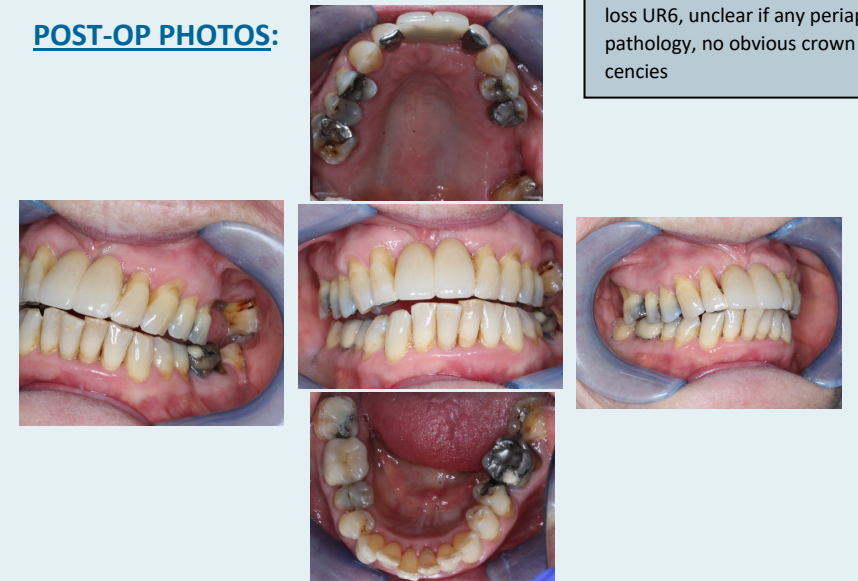 POST-OP PHOTOS:
loss UR6, unclear if any periap
pathology, no obvious crown
cencies